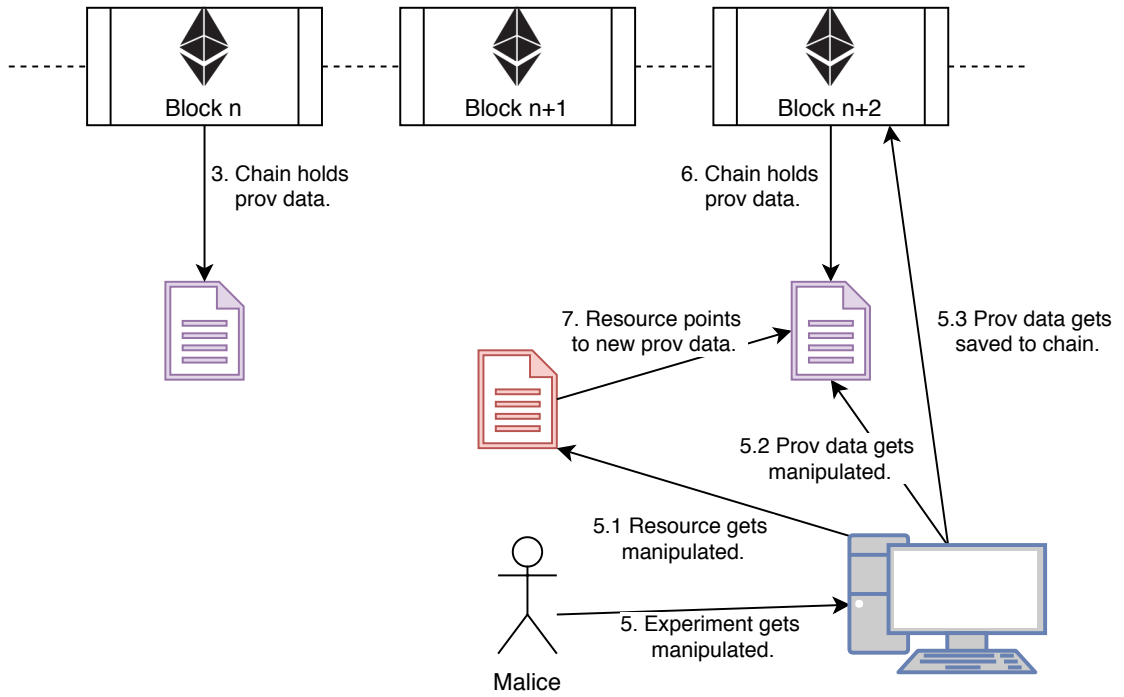 Block n
Block n+1
Block n+2
3. Chain holds
prov data.
6. Chain holds
prov data.
7. Resource points
to new prov data.
5.3 Prov data gets
saved to chain.
5.2 Prov data gets
manipulated.
5.1 Resource gets
manipulated.
5. Experiment gets
manipulated.
Malice